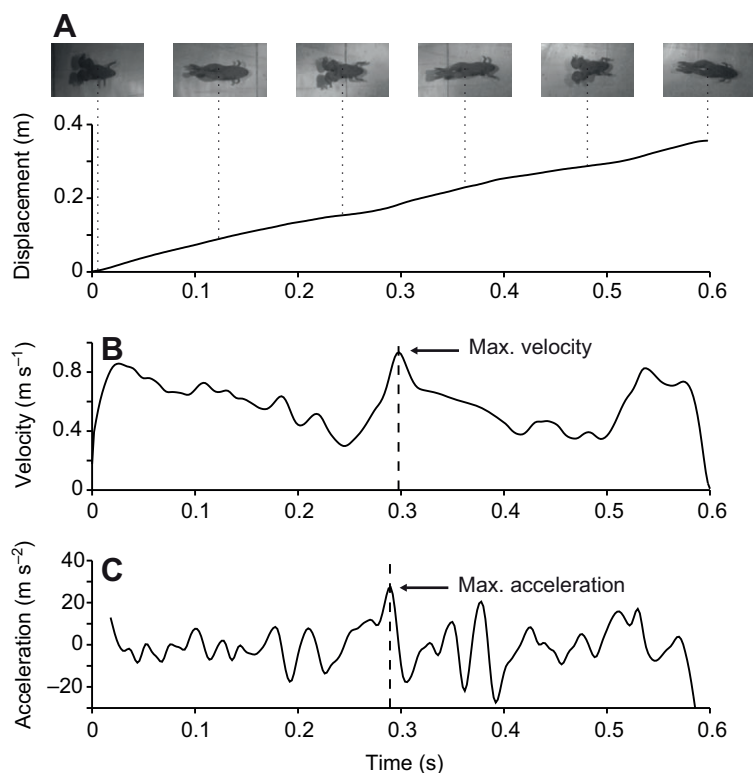 A
0.4
0.2
0
Displacement (m)
0 0.1 0.2 0.3 0.4 0.5 0.6
B
Max. velocity
0.8
0.4
0
Velocity (m s⁻¹)
0 0.1 0.2 0.3 0.4 0.5 0.6
C
Max. acceleration
40
20
0
–20
Acceleration (m s⁻²)
0 0.1 0.2 0.3 0.4 0.5 0.6
Time (s)